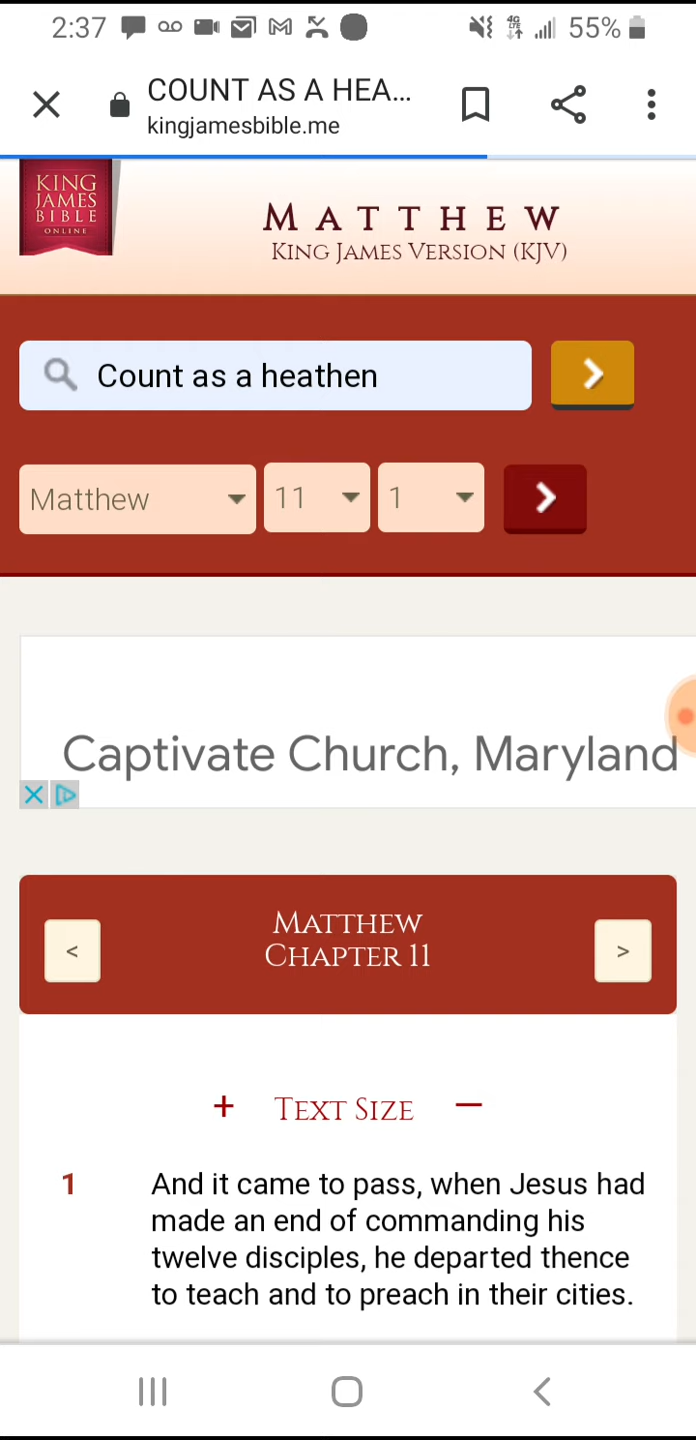 2:37 55%
COUNT AS A HEA...
kingjamesbible.me
KING
JAMES
BIBLE
ONLINE
MATTHEW
KING JAMES VERSION (KJV)
Count as a heathen
Matthew 11 1
Captivate Church, Maryland
MATTHEW
CHAPTER 11
< >
+ TEXT SIZE −
1 And it came to pass, when Jesus had
made an end of commanding his
twelve disciples, he departed thence
to teach and to preach in their cities.